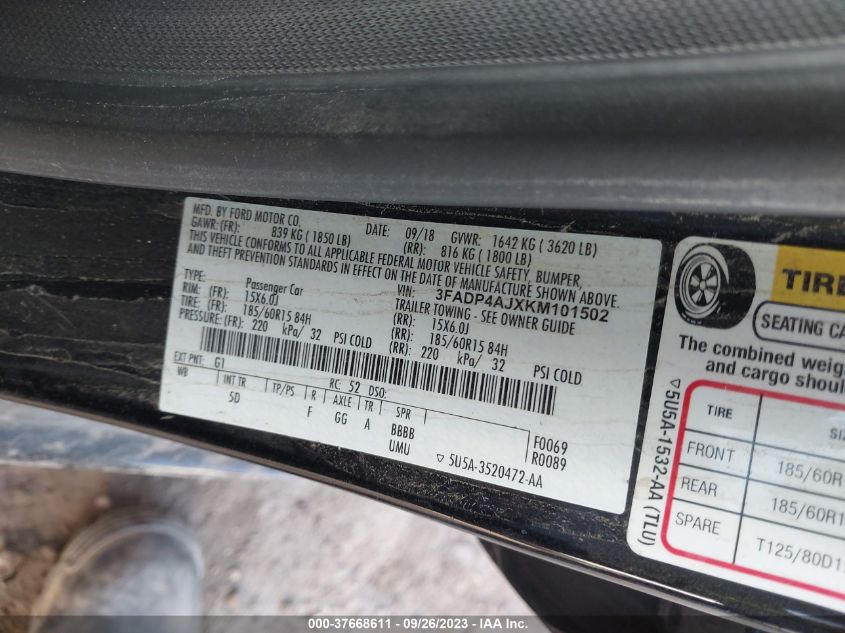 MFD. BY FORD MOTOR CO.
DATE: 09/18 GVWR: 1642 KG ( 3620 LB)
GAWR:(FR): 839 KG ( 1850 LB) (RR): 816 KG ( 1800 LB)
THIS VEHICLE CONFORMS TO ALL APPLICABLE FEDERAL MOTOR VEHICLE SAFETY, BUMPER,
AND THEFT PREVENTION STANDARDS IN EFFECT ON THE DATE OF MANUFACTURE SHOWN ABOVE.
VIN: 3FADP4AJXKM101502
TYPE: Passenger Car TRAILER TOWING - SEE OWNER GUIDE
RIM: (FR): 15X6.0J (RR): 15X6.0J
TIRE: (FR): 185/60R15 84H (RR): 185/60R15 84H
PRESSURE: (FR): 220 kPa/ 32 PSI COLD (RR): 220 kPa/ 32 PSI COLD
EXT PNT: G1 RC: 52 DSO:
WB INT TR TP/PS R AXLE TR SPR
5D F GG A BBBB F0069
UMU R0089
▽ 5U5A-3520472-AA
TIRE
SEATING CA
The combined weig
and cargo shoul
▽5U5A-1532-AA (TLU)
TIRE SI
FRONT 185/60R
REAR 185/60R1
SPARE T125/80D1
000-37668611 - 09/26/2023 - IAA Inc.